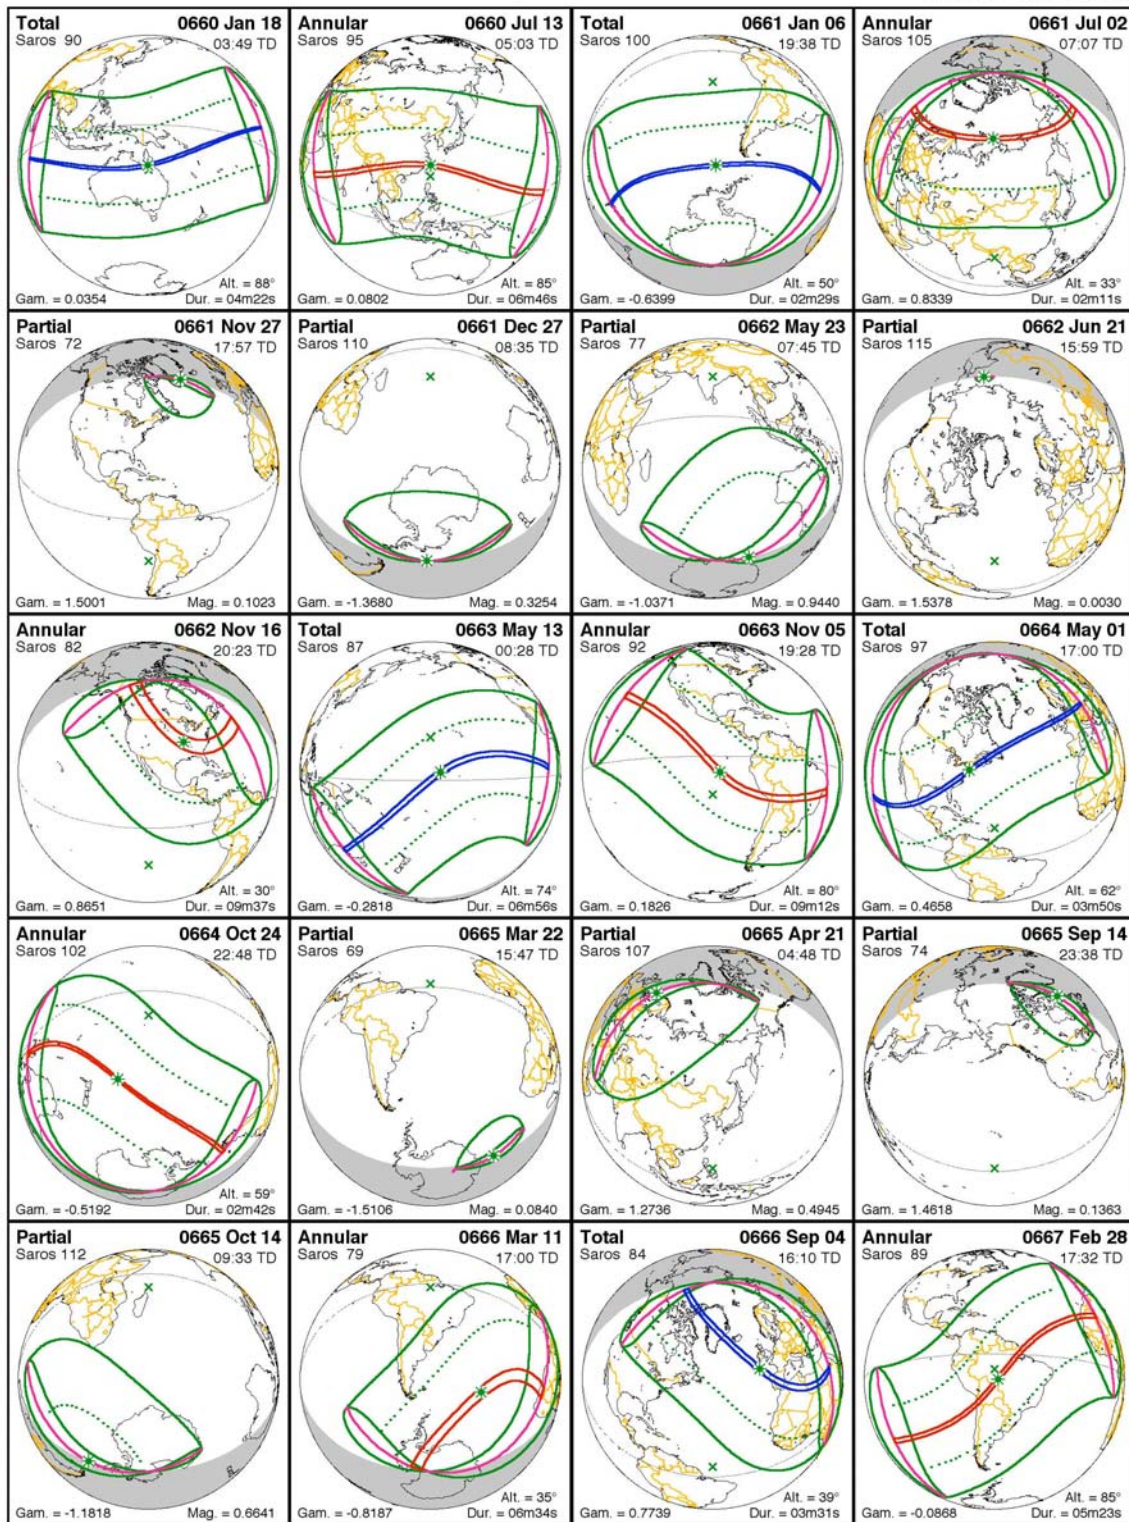 Total 0660 Jan 18
Saros 90 03:49 TD
Alt. = 88°
Gam. = 0.0354 Dur. = 04m22s
Annular 0660 Jul 13
Saros 95 05:03 TD
Alt. = 85°
Gam. = 0.0802 Dur. = 06m46s
Total 0661 Jan 06
Saros 100 19:38 TD
Alt. = 50°
Gam. = -0.6399 Dur. = 02m29s
Annular 0661 Jul 02
Saros 105 07:07 TD
Alt. = 33°
Gam. = 0.8339 Dur. = 02m11s
Partial 0661 Nov 27
Saros 72 17:57 TD
Gam. = 1.5001 Mag. = 0.1023
Partial 0661 Dec 27
Saros 110 08:35 TD
Gam. = -1.3680 Mag. = 0.3254
Partial 0662 May 23
Saros 77 07:45 TD
Gam. = -1.0371 Mag. = 0.9440
Partial 0662 Jun 21
Saros 115 15:59 TD
Gam. = 1.5378 Mag. = 0.0030
Annular 0662 Nov 16
Saros 82 20:23 TD
Alt. = 30°
Gam. = 0.8651 Dur. = 09m37s
Total 0663 May 13
Saros 87 00:28 TD
Alt. = 74°
Gam. = -0.2818 Dur. = 06m56s
Annular 0663 Nov 05
Saros 92 19:28 TD
Alt. = 80°
Gam. = 0.1826 Dur. = 09m12s
Total 0664 May 01
Saros 97 17:00 TD
Alt. = 62°
Gam. = 0.4658 Dur. = 03m50s
Annular 0664 Oct 24
Saros 102 22:48 TD
Alt. = 59°
Gam. = -0.5192 Dur. = 02m42s
Partial 0665 Mar 22
Saros 69 15:47 TD
Gam. = -1.5106 Mag. = 0.0840
Partial 0665 Apr 21
Saros 107 04:48 TD
Gam. = 1.2736 Mag. = 0.4945
Partial 0665 Sep 14
Saros 74 23:38 TD
Gam. = 1.4618 Mag. = 0.1363
Partial 0665 Oct 14
Saros 112 09:33 TD
Gam. = -1.1818 Mag. = 0.6641
Annular 0666 Mar 11
Saros 79 17:00 TD
Alt. = 35°
Gam. = -0.8187 Dur. = 06m34s
Total 0666 Sep 04
Saros 84 16:10 TD
Alt. = 39°
Gam. = 0.7739 Dur. = 03m31s
Annular 0667 Feb 28
Saros 89 17:32 TD
Alt. = 85°
Gam. = -0.0868 Dur. = 05m23s